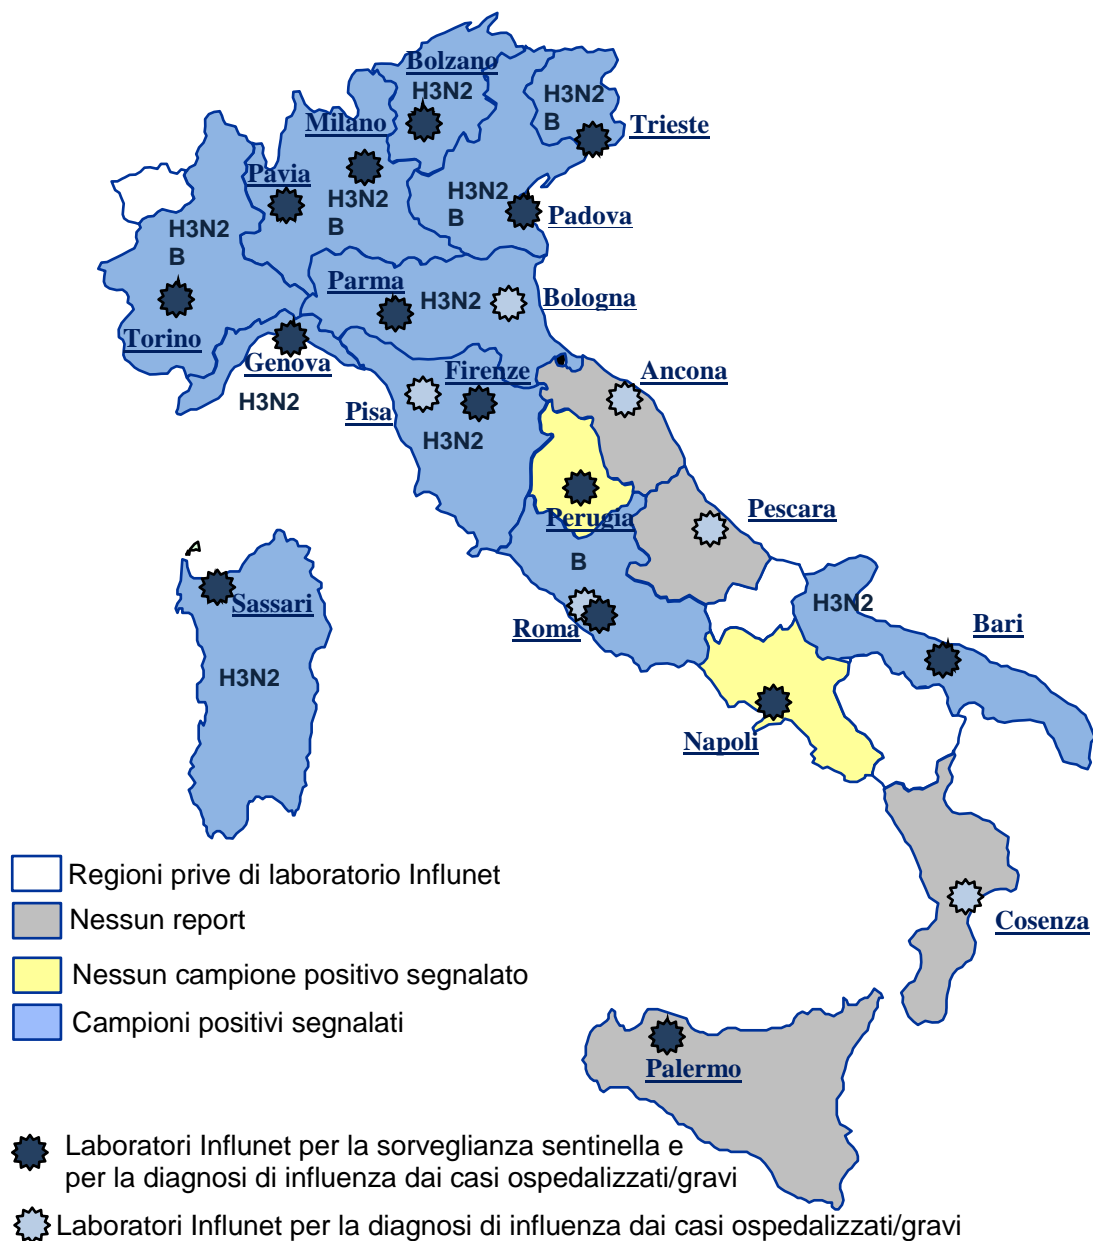 Bolzano
H3N2
H3N2
B
Trieste
Milano
Pavia
H3N2
B
H3N2
B
Padova
H3N2
B
Torino
Parma
H3N2
Bologna
Genova
H3N2
Firenze
Pisa
H3N2
Ancona
Perugia
Pescara
B
Roma
Sassari
H3N2
H3N2
Bari
Napoli
Cosenza
Palermo
Regioni prive di laboratorio Influnet
Nessun report
Nessun campione positivo segnalato
Campioni positivi segnalati
Laboratori Influnet per la sorveglianza sentinella e
per la diagnosi di influenza dai casi ospedalizzati/gravi
Laboratori Influnet per la diagnosi di influenza dai casi ospedalizzati/gravi